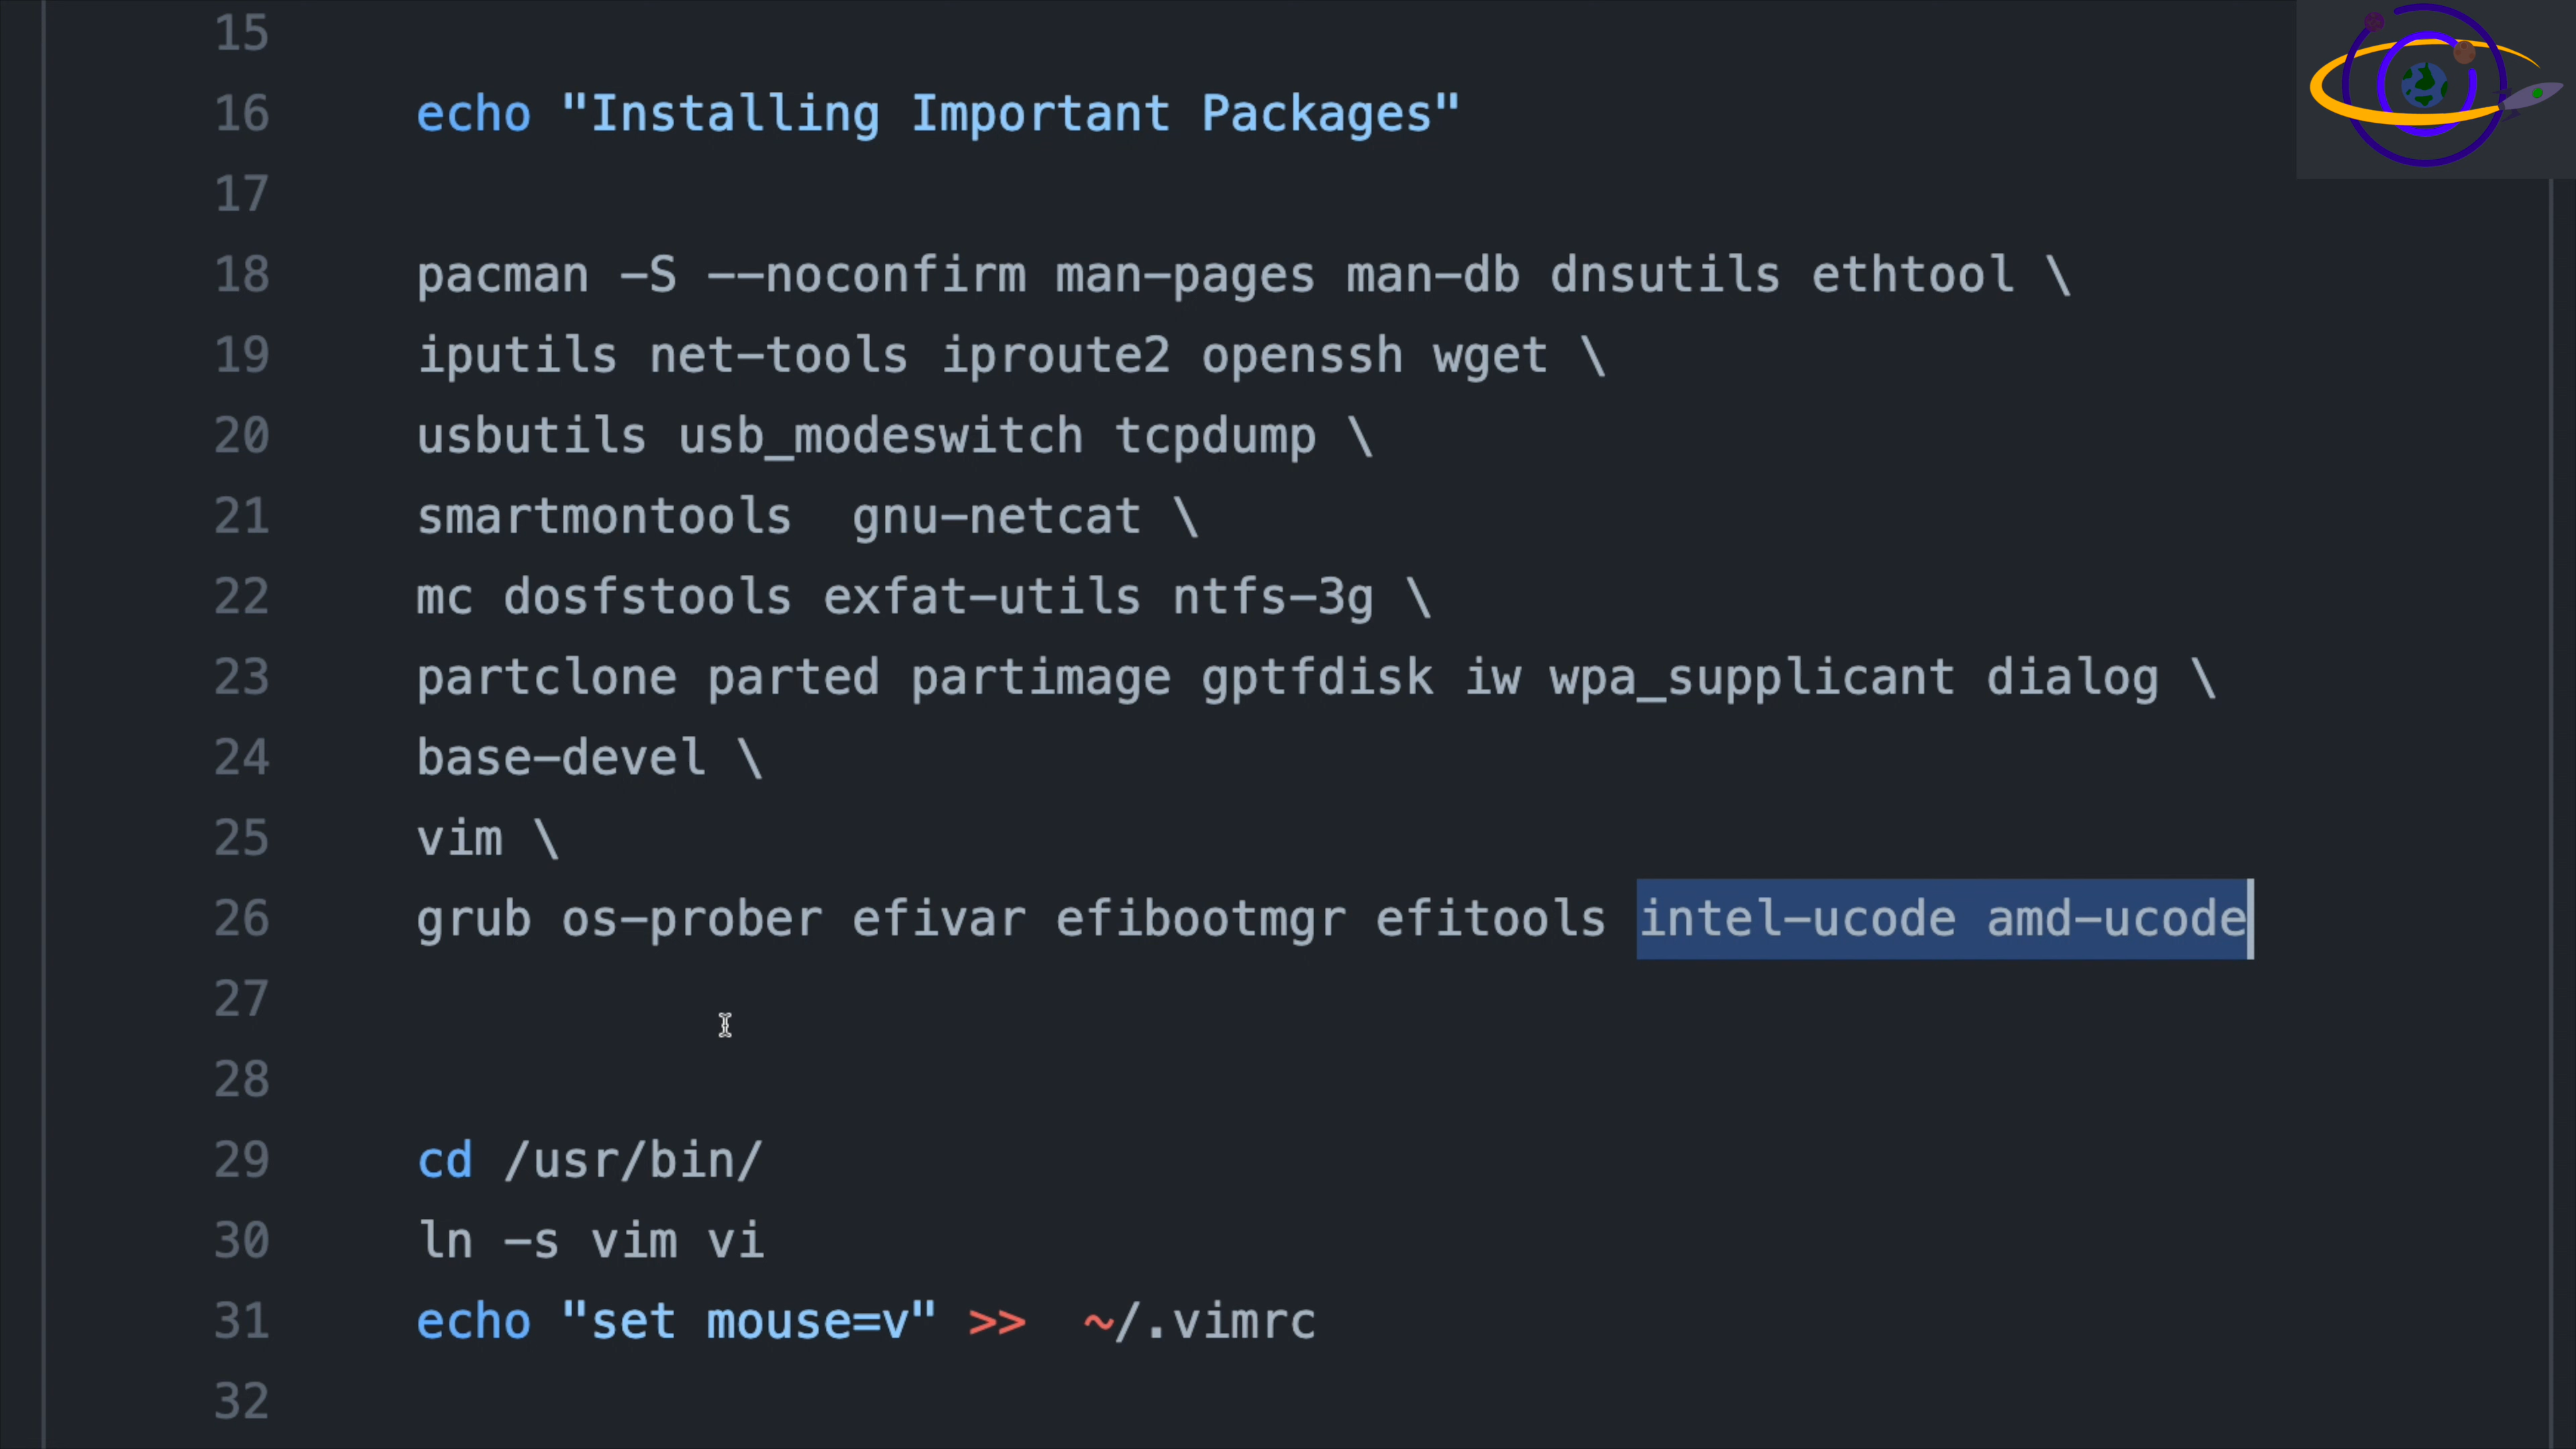 15
16 echo "Installing Important Packages"
17
18 pacman -S --noconfirm man-pages man-db dnsutils ethtool \
19 iputils net-tools iproute2 openssh wget \
20 usbutils usb_modeswitch tcpdump \
21 smartmontools  gnu-netcat \
22 mc dosfstools exfat-utils ntfs-3g \
23 partclone parted partimage gptfdisk iw wpa_supplicant dialog \
24 base-devel \
25 vim \
26 grub os-prober efivar efibootmgr efitools intel-ucode amd-ucode
27
28
29 cd /usr/bin/
30 ln -s vim vi
31 echo "set mouse=v" >>  ~/.vimrc
32